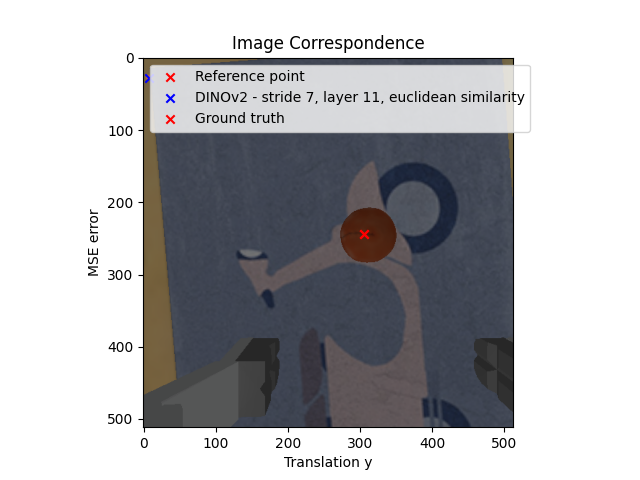 Image Correspondence
Reference point
DINOv2 - stride 7, layer 11, euclidean similarity
Ground truth
0
100
200
300
400
500
MSE error
0 100 200 300 400 500
Translation y